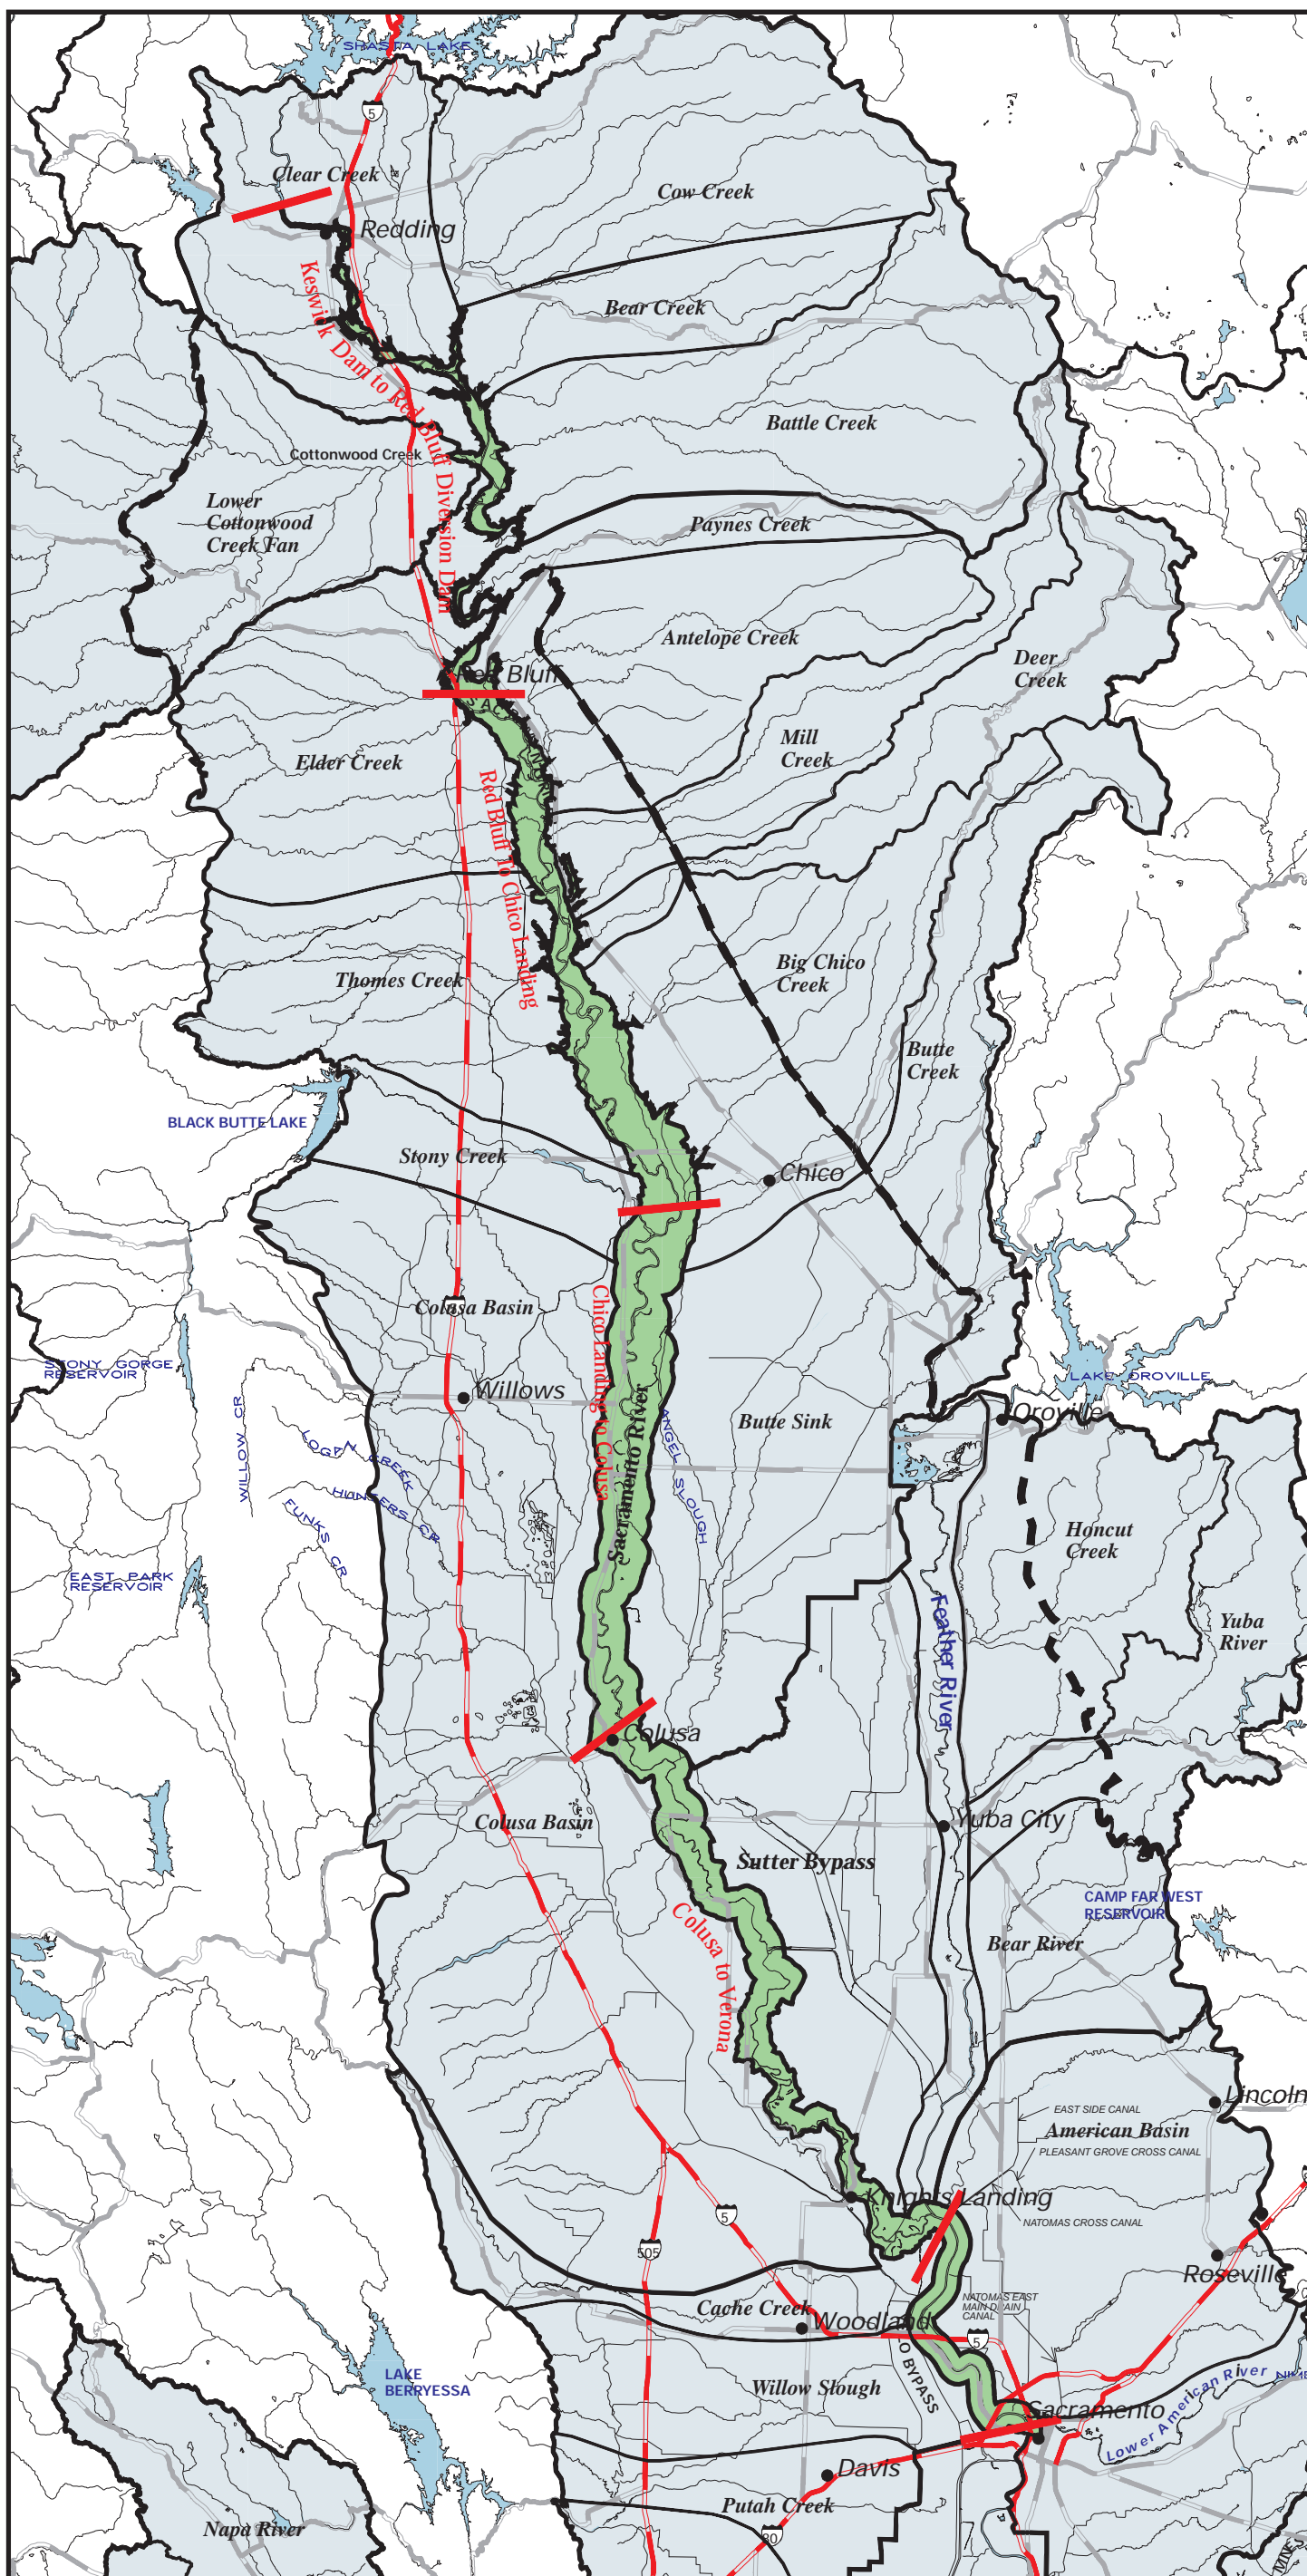 SHASTA LAKE
5
Clear Creek
Cow Creek
Redding
Keswick Dam to Red Bluff Diversion Dam
Bear Creek
Battle Creek
Cottonwood Creek
Lower
Cottonwood
Creek Fan
Paynes Creek
Antelope Creek
Deer
Creek
Red Bluff
Elder Creek
Mill
Creek
Red Bluff To Chico Landing
Thomes Creek
Big Chico
Creek
Butte
Creek
BLACK BUTTE LAKE
Stony Creek
Chico
Colusa Basin
STONY GORGE
RESERVOIR
Willows
Chico Landing to Colusa
Sacramento River
ANGEL SLOUGH
Butte Sink
LAKE OROVILLE
Oroville
WILLOW CR
LOGAN CREEK
HUNTERS CR
FUNKS CR
EAST PARK
RESERVOIR
Honcut
Creek
Feather River
Yuba
River
Colusa
Colusa Basin
Yuba City
Sutter Bypass
CAMP FAR WEST
RESERVOIR
Bear River
Colusa to Verona
Lincoln
EAST SIDE CANAL
American Basin
PLEASANT GROVE CROSS CANAL
Knights Landing
NATOMAS CROSS CANAL
5
505
Roseville
NATOMAS EAST
MAIN DRAIN
CANAL
Cache Creek
Woodland
5
LO BYPASS
LAKE
BERRYESSA
Willow Slough
Sacramento
Lower American River
Davis
Putah Creek
80
Napa River